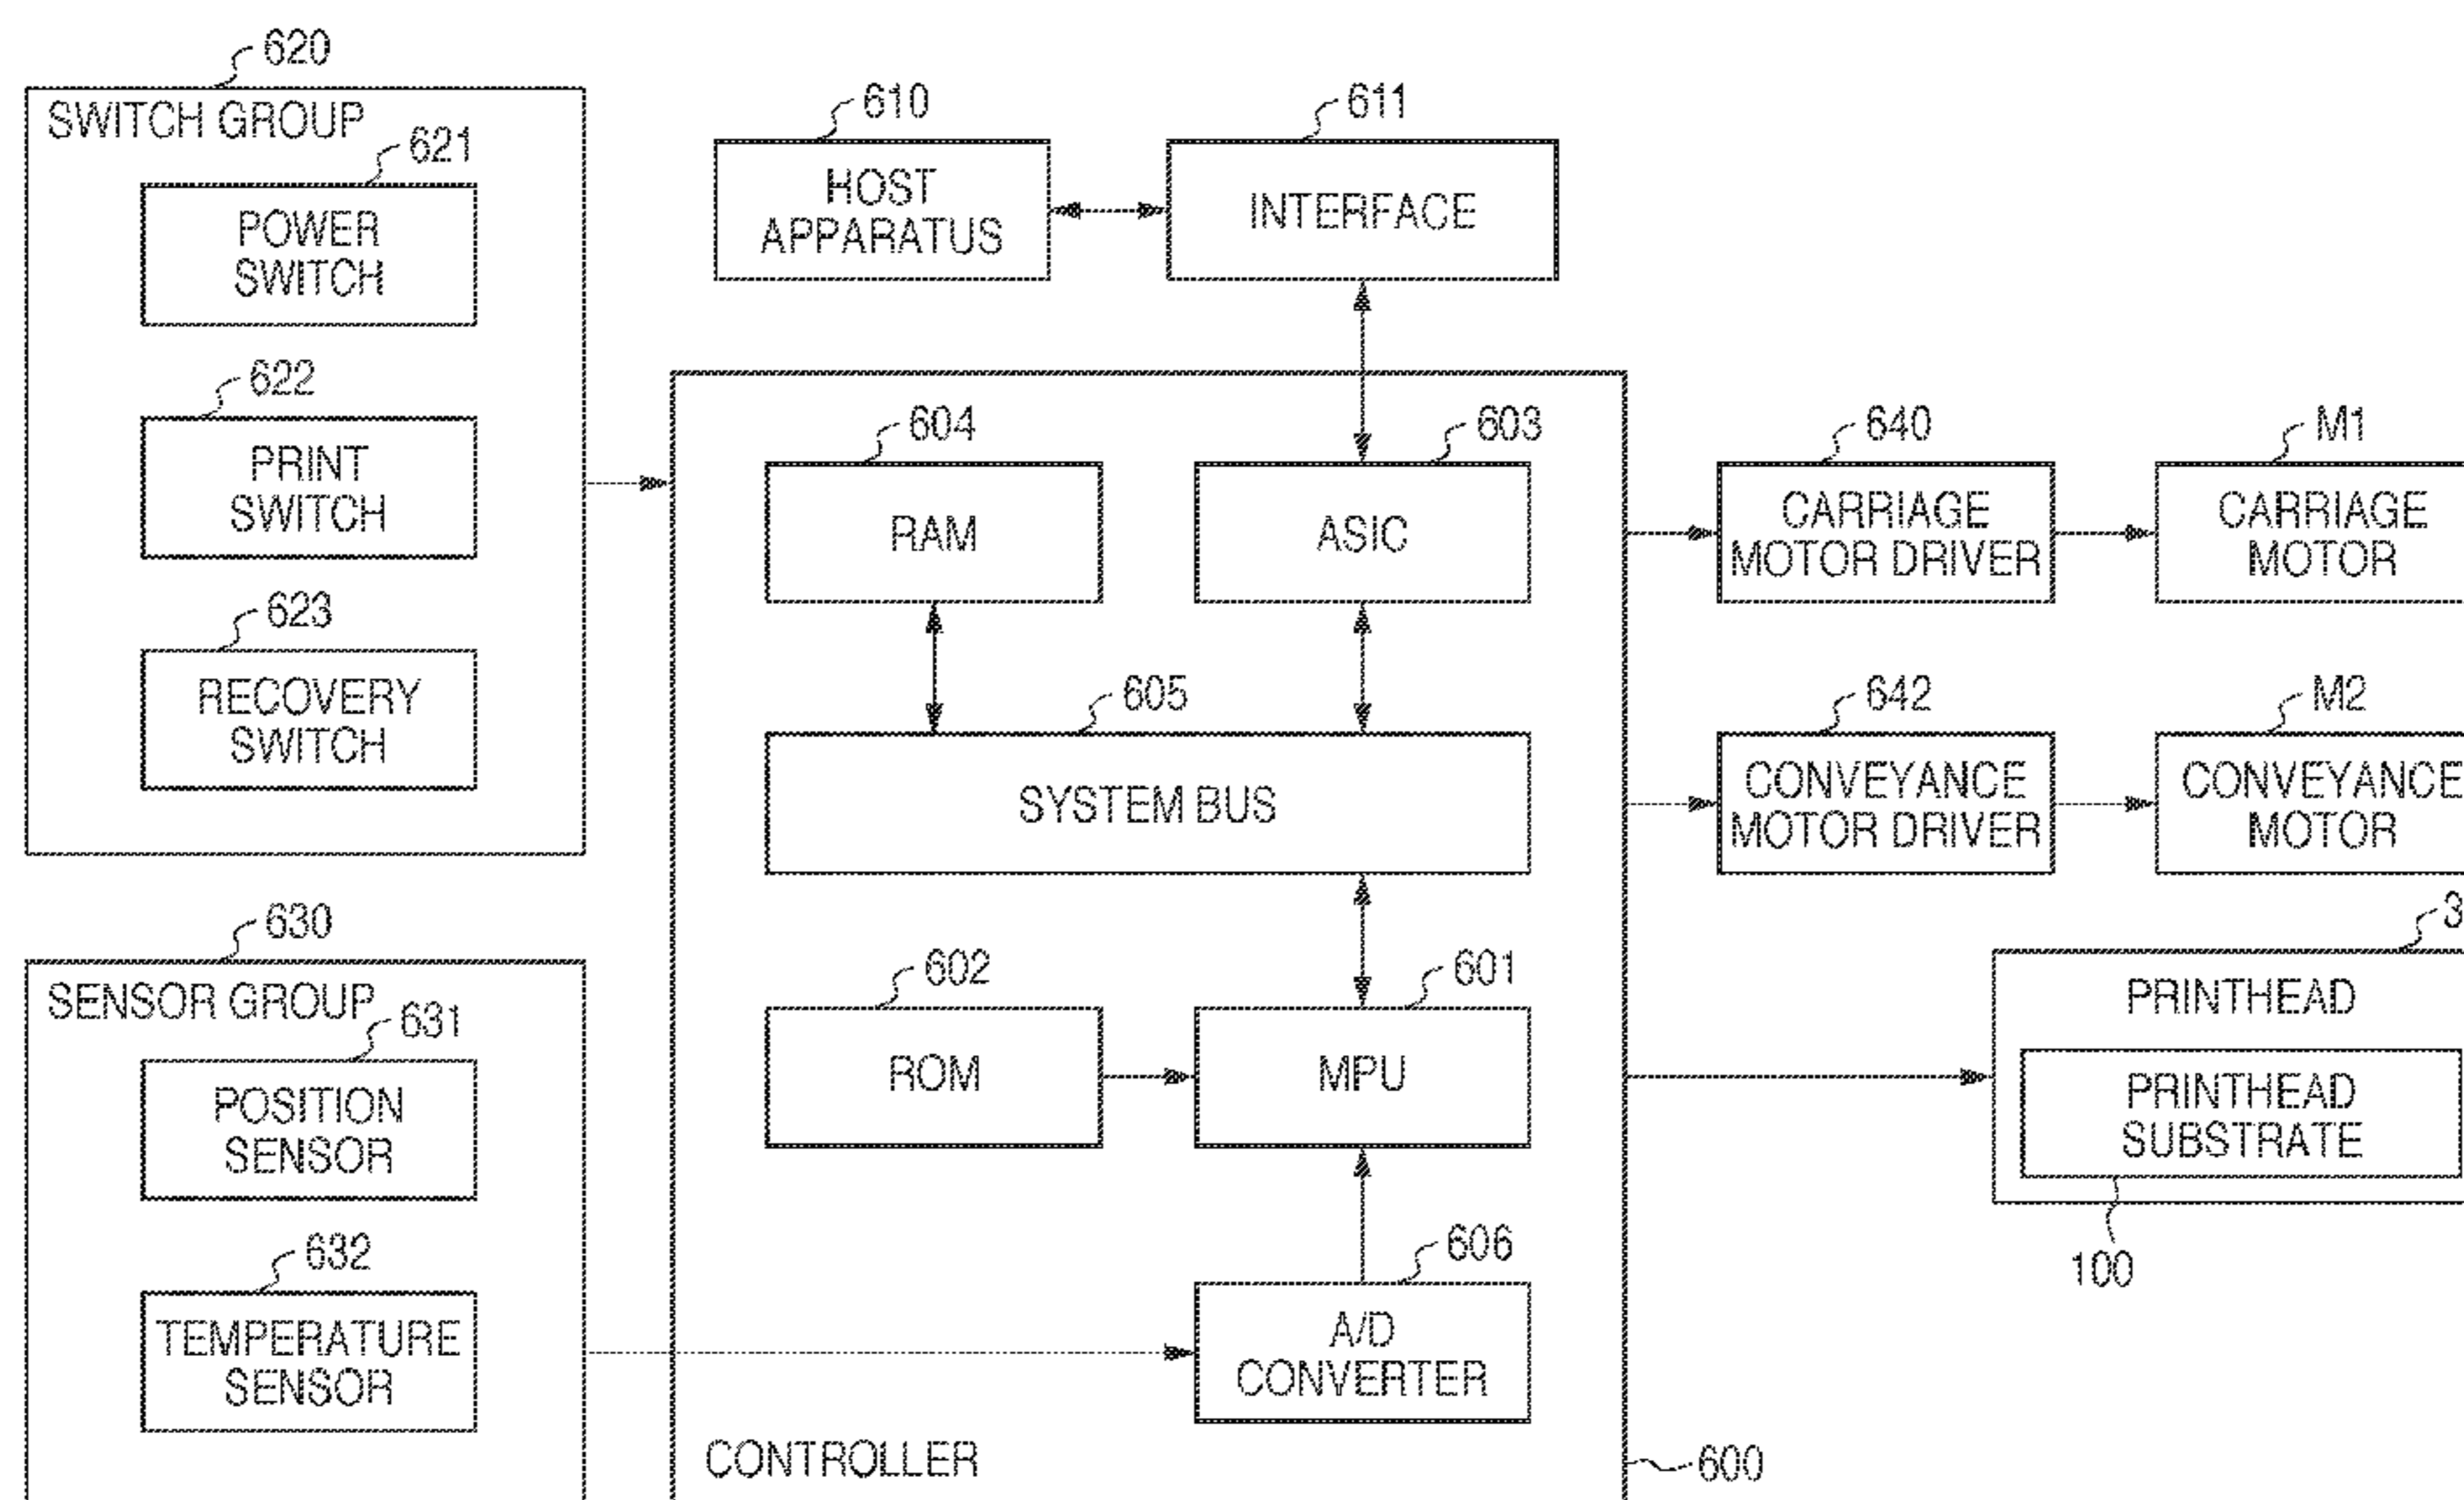 620
SWITCH GROUP
621
POWER
SWITCH
622
PRINT
SWITCH
623
RECOVERY
SWITCH
630
SENSOR GROUP
631
POSITION
SENSOR
632
TEMPERATURE
SENSOR
610
HOST
APPARATUS
611
INTERFACE
604
RAM
603
ASIC
605
SYSTEM BUS
602
ROM
601
MPU
606
A/D
CONVERTER
CONTROLLER
600
640
CARRIAGE
MOTOR DRIVER
M1
CARRIAGE
MOTOR
642
CONVEYANCE
MOTOR DRIVER
M2
CONVEYANCE
MOTOR
3
PRINTHEAD
PRINTHEAD
SUBSTRATE
100